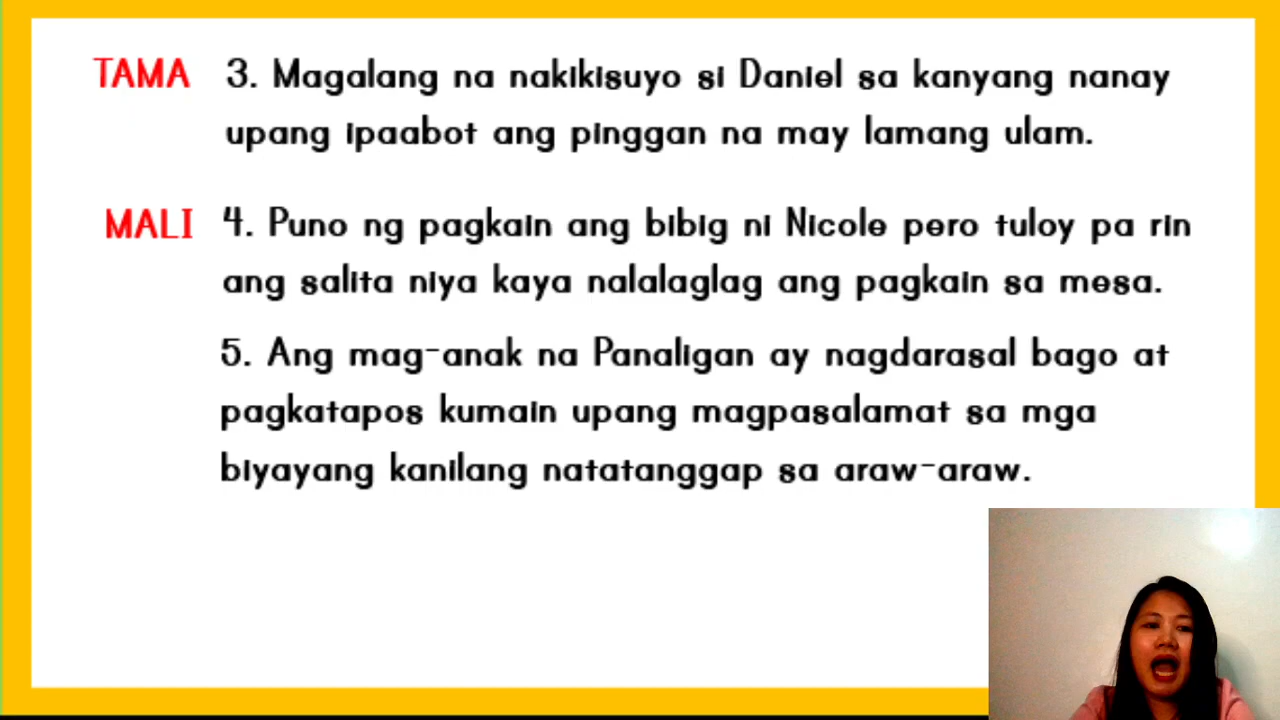 TAMA 3. Magalang na nakikisuyo si Daniel sa kanyang nanay
upang ipaabot ang pinggan na may lamang ulam.
MALI 4. Puno ng pagkain ang bibig ni Nicole pero tuloy pa rin
ang salita niya kaya nalalaglag ang pagkain sa mesa.
5. Ang mag-anak na Panaligan ay nagdarasal bago at
pagkatapos kumain upang magpasalamat sa mga
biyayang kanilang natatanggap sa araw-araw.